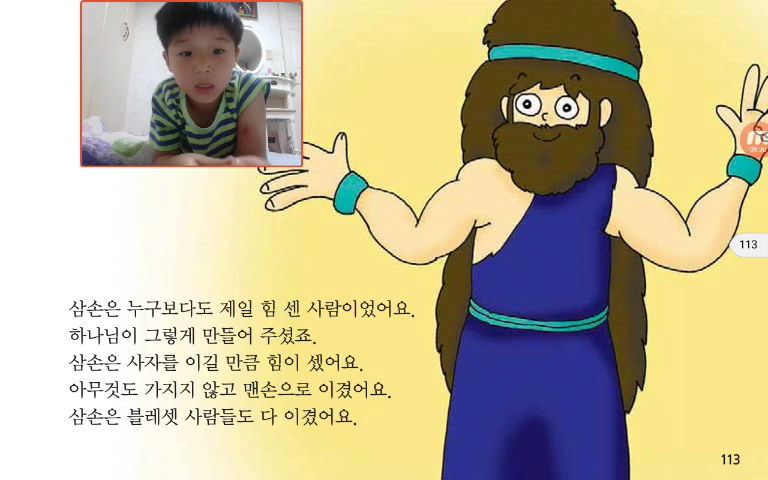 삼손은 누구보다도 제일 힘 센 사람이었어요.
하나님이 그렇게 만들어 주셨죠.
삼손은 사자를 이길 만큼 힘이 셌어요.
아무것도 가지지 않고 맨손으로 이겼어요.
삼손은 블레셋 사람들도 다 이겼어요.
113
113